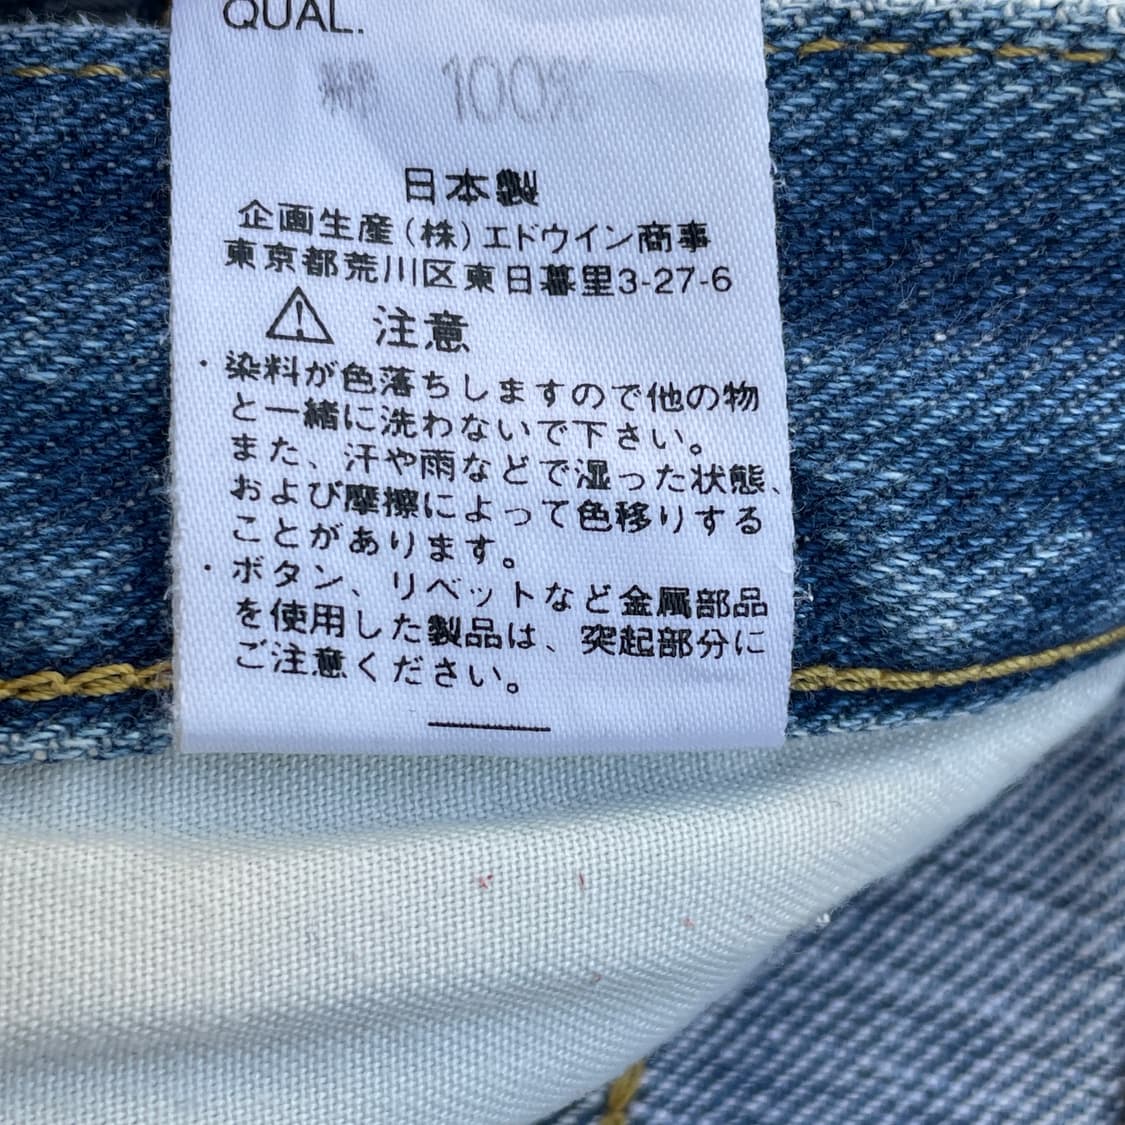 QUAL.
綿 100%
日本製
企画生産(株)エドウイン商事
東京都荒川区東日暮里3-27-6
注意
・染料が色落ちしますので他の物
と一緒に洗わないで下さい。
また、汗や雨などで湿った状態、
および摩擦によって色移りする
ことがあります。
・ボタン、リベットなど金属部品
を使用した製品は、突起部分に
ご注意ください。